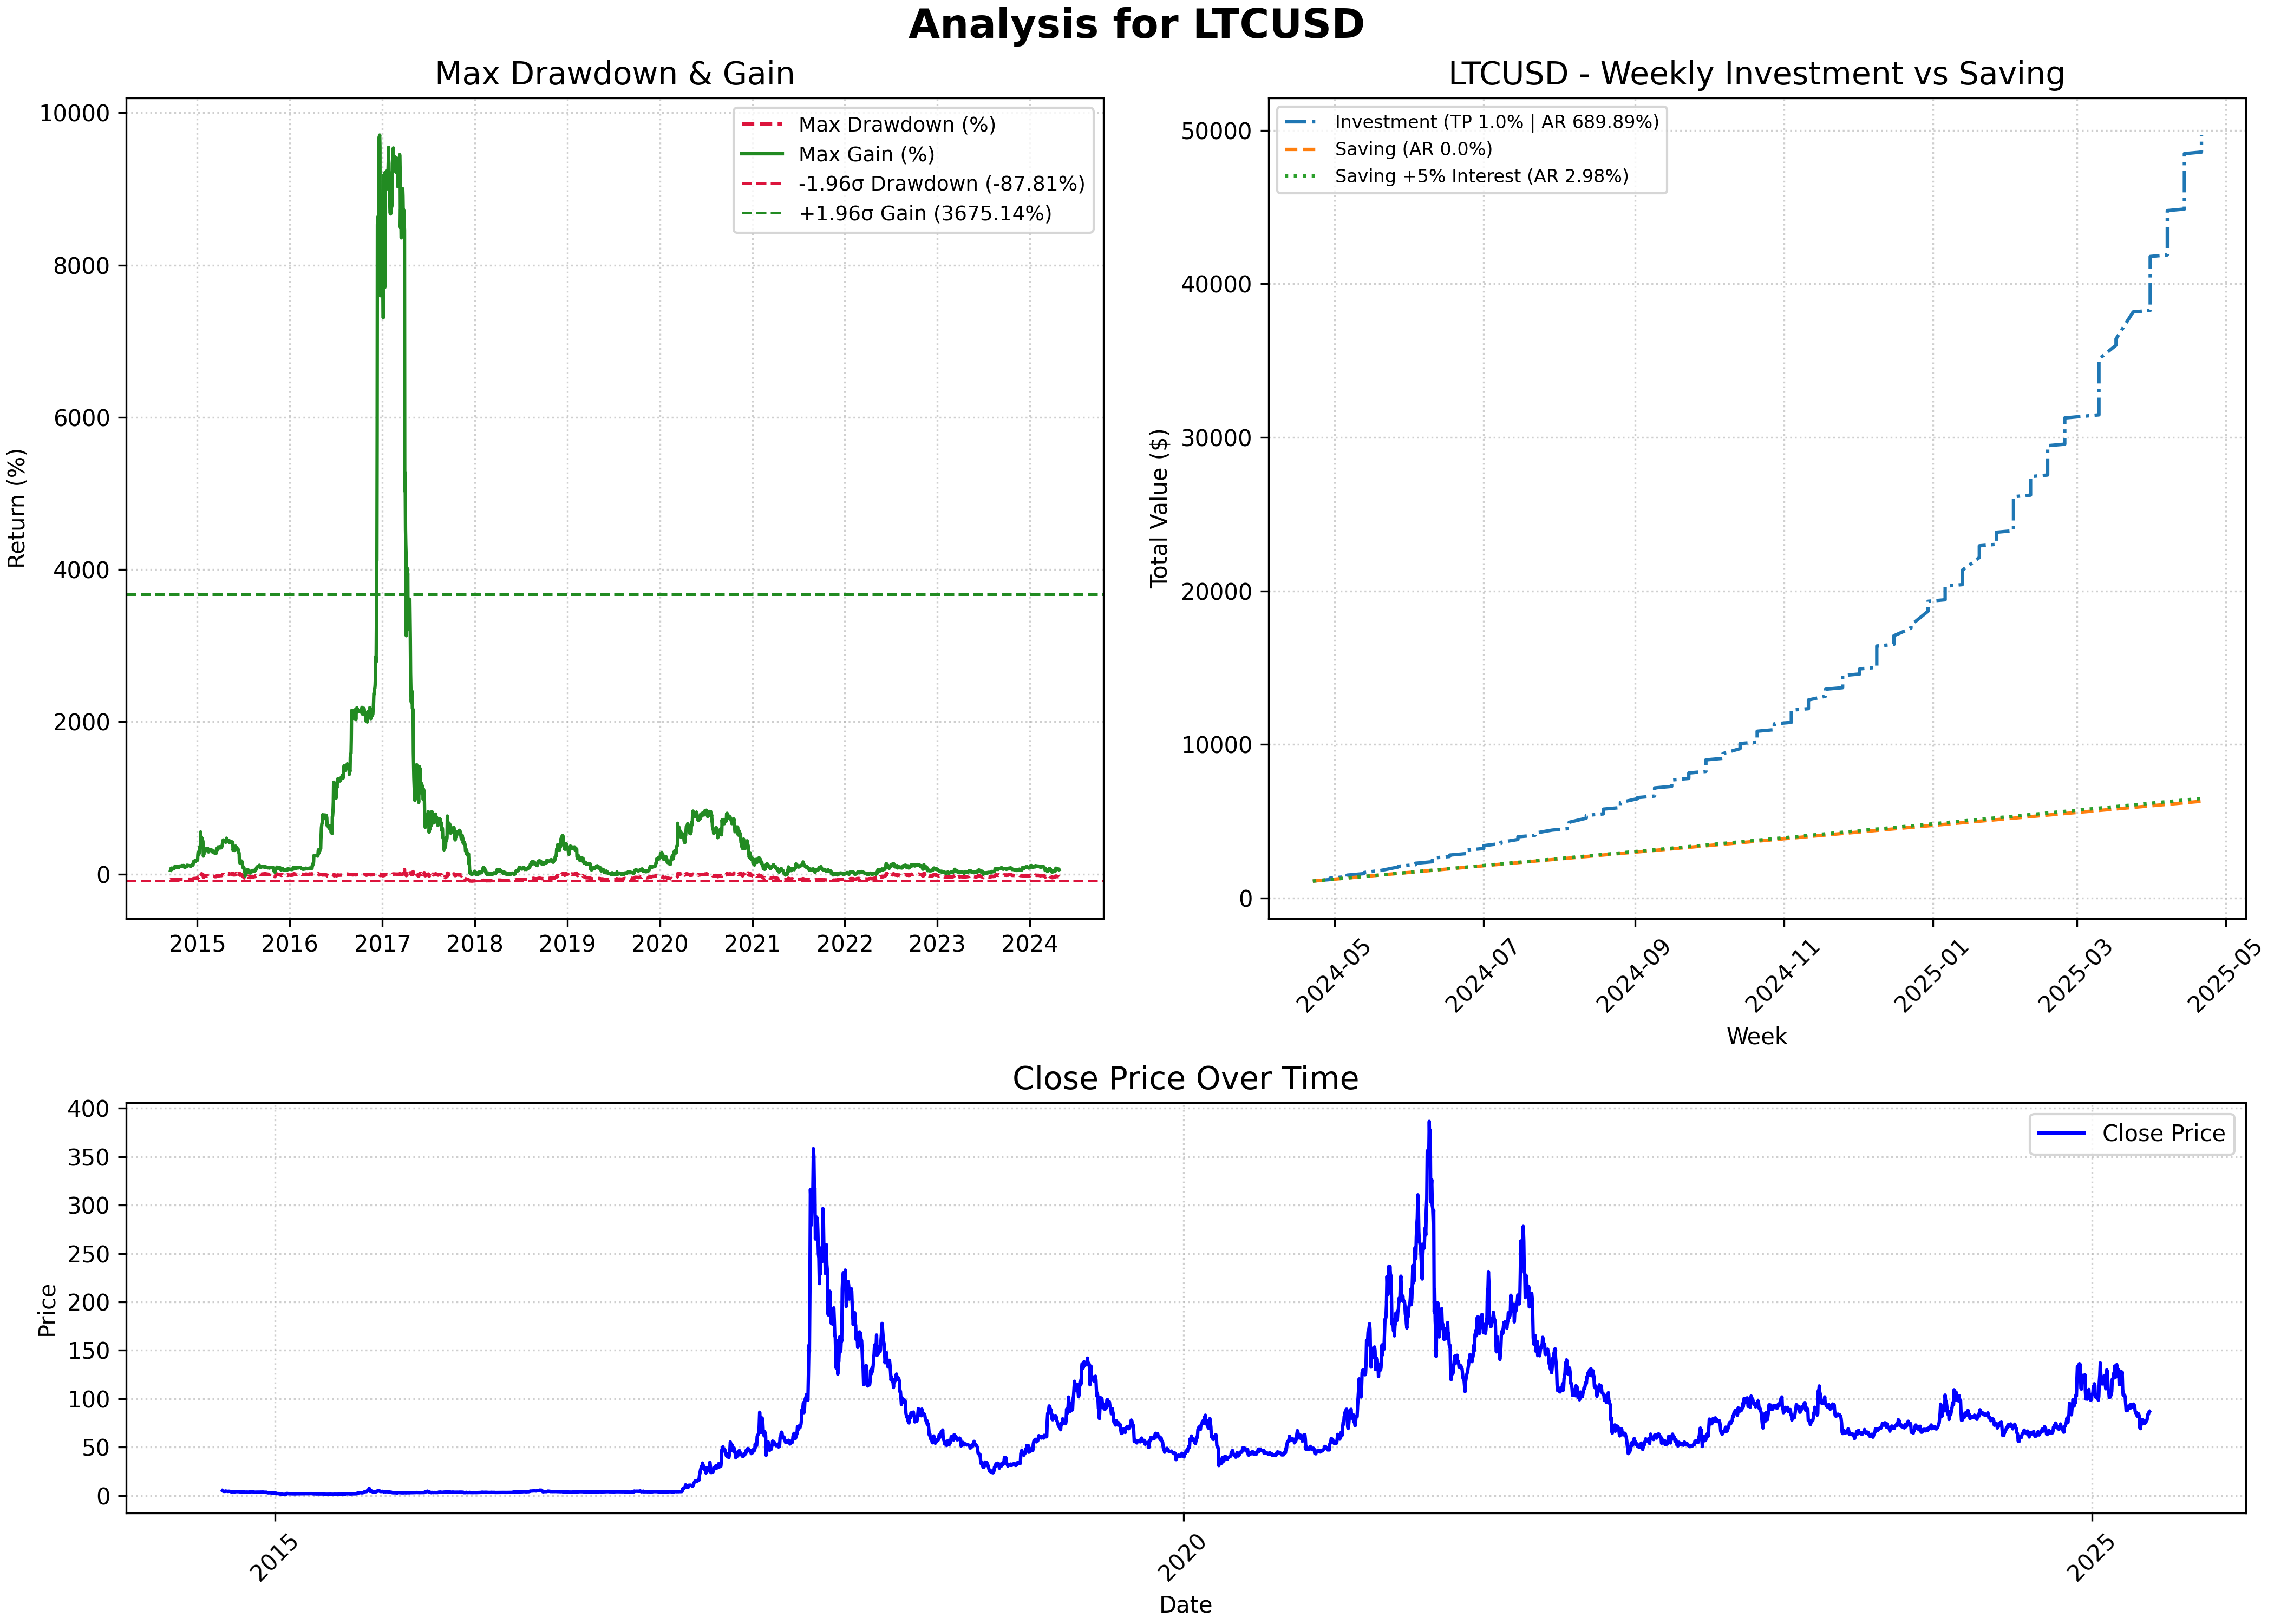 Analysis for LTCUSD
Max Drawdown & Gain
Return (%)
10000
8000
6000
4000
2000
0
Max Drawdown (%)
Max Gain (%)
-1.96σ Drawdown (-87.81%)
+1.96σ Gain (3675.14%)
2015 2016 2017 2018 2019 2020 2021 2022 2023 2024
LTCUSD - Weekly Investment vs Saving
Total Value ($)
50000
40000
30000
20000
10000
0
Investment (TP 1.0% | AR 689.89%)
Saving (AR 0.0%)
Saving +5% Interest (AR 2.98%)
2024-05 2024-07 2024-09 2024-11 2025-01 2025-03 2025-05
Week
Close Price Over Time
Price
400
350
300
250
200
150
100
50
0
Close Price
2015 2020 2025
Date